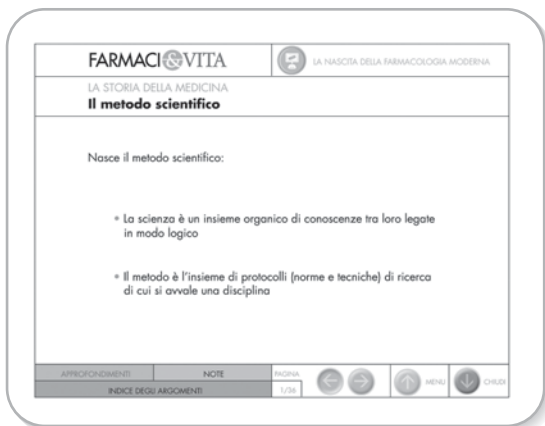 FARMACI&VITA
LA NASCITA DELLA FARMACOLOGIA MODERNA
LA STORIA DELLA MEDICINA
Il metodo scientifico
Nasce il metodo scientifico:
• La scienza è un insieme organico di conoscenze tra loro legate
in modo logico
• Il metodo è l'insieme di protocolli (norme e tecniche) di ricerca
di cui si avvale una disciplina
APPROFONDIMENTI
NOTE
PAGINA
INDICE DEGLI ARGOMENTI
1/36
MENU
CHIUDI